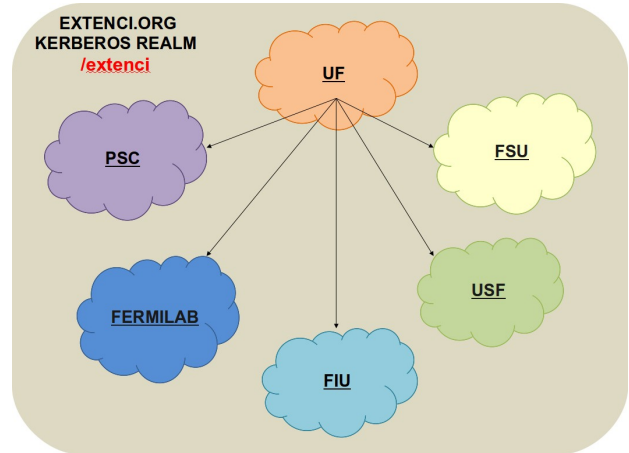 EXTENCI.ORG
KERBEROS REALM
/extenci
UF
PSC
FSU
FERMILAB
USF
FIU